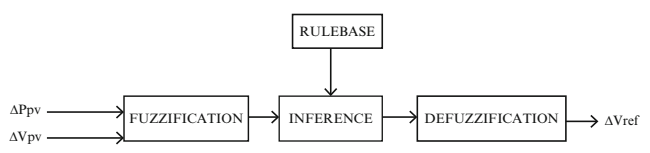 RULEBASE
ΔPpv
ΔVpv
FUZZIFICATION
INFERENCE
DEFUZZIFICATION
ΔVref